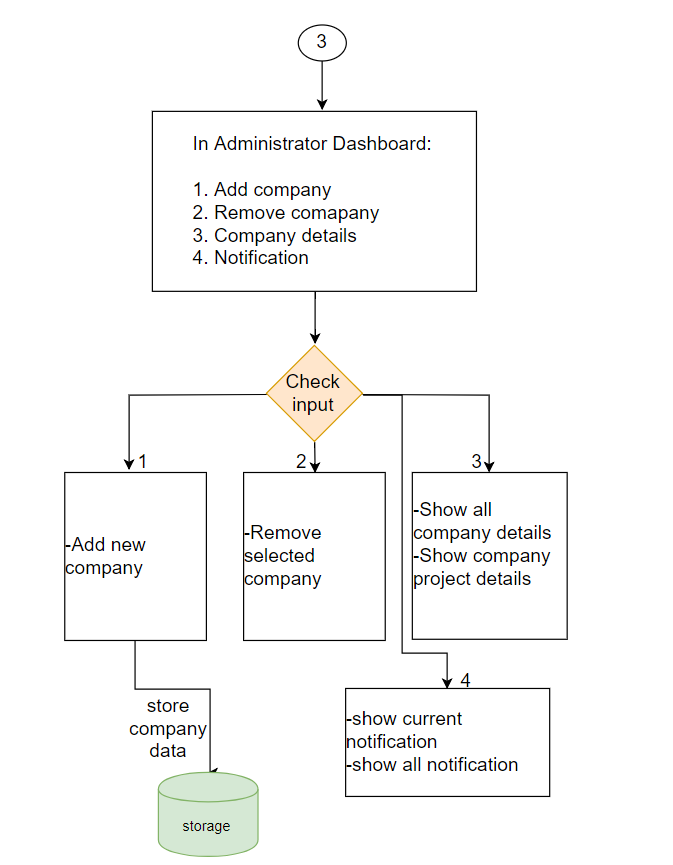 3
In Administrator Dashboard:
1. Add company
2. Remove comapany
3. Company details
4. Notification
Check
input
1
2
3
-Add new
company
-Remove
selected
company
-Show all
company details
-Show company
project details
4
store
company
data
-show current
notification
-show all notification
storage